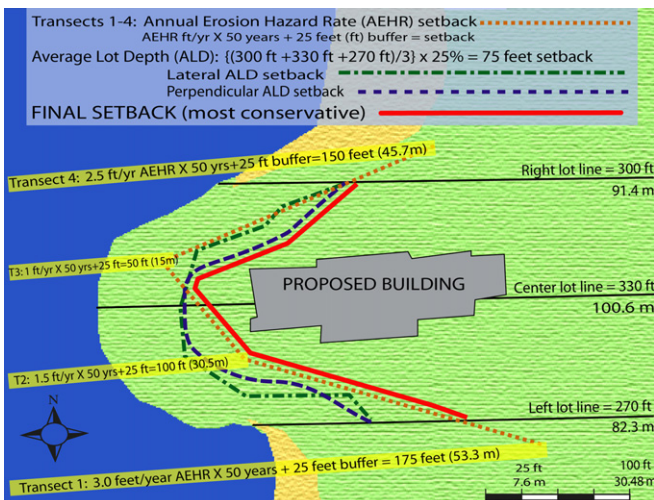 Transects 1-4: Annual Erosion Hazard Rate (AEHR) setback
AEHR ft/yr X 50 years + 25 feet (ft) buffer = setback
Average Lot Depth (ALD): {(300 ft +330 ft +270 ft)/3} x 25% = 75 feet setback
Lateral ALD setback
Perpendicular ALD setback
FINAL SETBACK (most conservative)
Transect 4: 2.5 ft/yr AEHR X 50 yrs+25 ft buffer=150 feet (45.7m)
Right lot line = 300 ft
91.4 m
T3: 1 ft/yr X 50 yrs+25 ft=50 ft (15m)
PROPOSED BUILDING
Center lot line = 330 ft
100.6 m
T2: 1.5 ft/yr X 50 yrs+25 ft=100 ft (30.5m)
N
Left lot line = 270 ft
82.3 m
Transect 1: 3.0 feet/year AEHR X 50 years + 25 feet buffer = 175 feet (53.3 m)
25 ft
7.6 m
100 ft
30.48 m